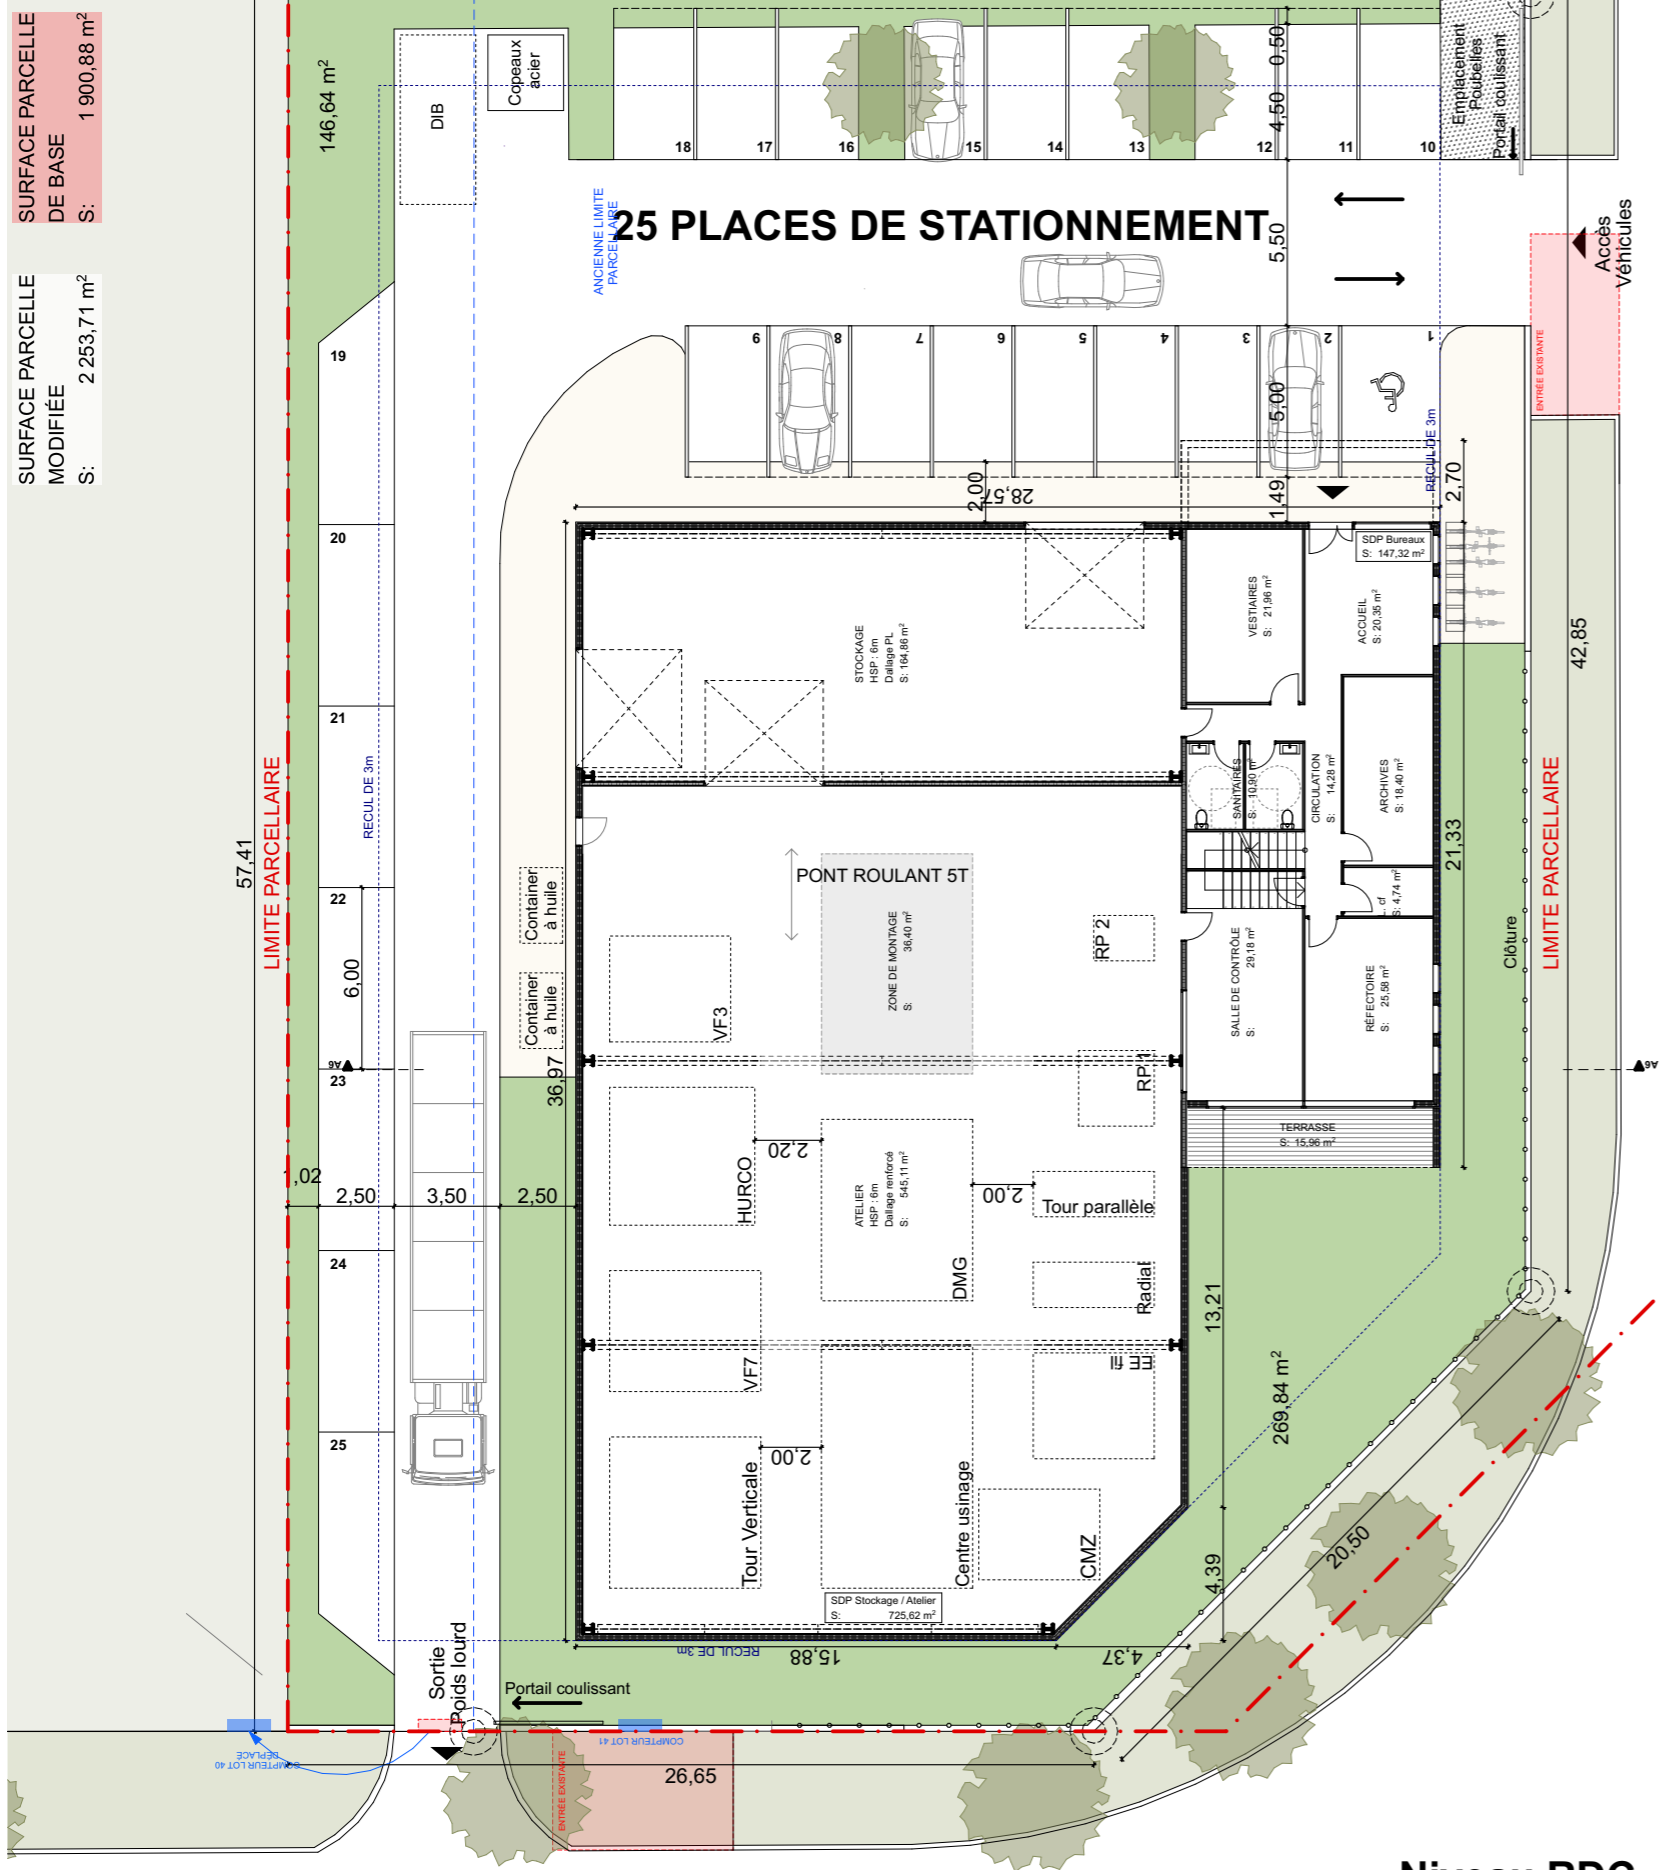 SURFACE PARCELLE
DE BASE
S: 1 900,88 m²
SURFACE PARCELLE
MODIFIÉE
S: 2 253,71 m²
146,64 m²
DIB
Copeaux
acier
18
17
16
15
14
13
12
11
10
4,50
0,50
Emplacement
Poubelles
Portail coulissant
ANCIENNE LIMITE
PARCELLAIRE
25 PLACES DE STATIONNEMENT
5,50
Accès
Véhicules
ENTRÉE EXISTANTE
19
9
8
7
6
5
4
3
2
1
5,00
RECUL DE 3m
2,00
28,57
1,49
2,70
20
21
22
23
24
25
RECUL DE 3m
LIMITE PARCELLAIRE
57,41
6,00
A6
36,97
Container
à huile
Container
à huile
STOCKAGE
HSP : 6m
Dallage PL
S: 164,86 m²
VESTIAIRES
S: 21,96 m²
SDP Bureaux
S: 147,32 m²
ACCUEIL
S: 20,35 m²
SANITAIRES
S: 10,90 m²
CIRCULATION
S: 14,28 m²
ARCHIVES
S: 18,40 m²
L. cf
S: 4,74 m²
SALLE DE CONTRÔLE
S: 29,18 m²
RÉFECTOIRE
S: 25,58 m²
TERRASSE
S: 15,96 m²
21,33
42,85
LIMITE PARCELLAIRE
Clôture
A6
PONT ROULANT 5T
ZONE DE MONTAGE
S: 36,40 m²
VF3
RP 2
RP 1
HURCO
2,20
ATELIER
HSP : 6m
Dallage renforcé
S: 545,11 m²
2,00
Tour parallèle
DMG
Radial
VF7
EE fil
2,00
Tour Verticale
Centre usinage
CMZ
SDP Stockage / Atelier
S: 725,62 m²
1,02
2,50
3,50
2,50
13,21
269,84 m²
4,39
20,50
RECUL DE 3m
15,88
4,37
Sortie
Poids lourd
Portail coulissant
COMPTEUR LOT 40
DÉPLACÉ
COMPTEUR LOT 41
ENTRÉE EXISTANTE
26,65
Niveau RDC